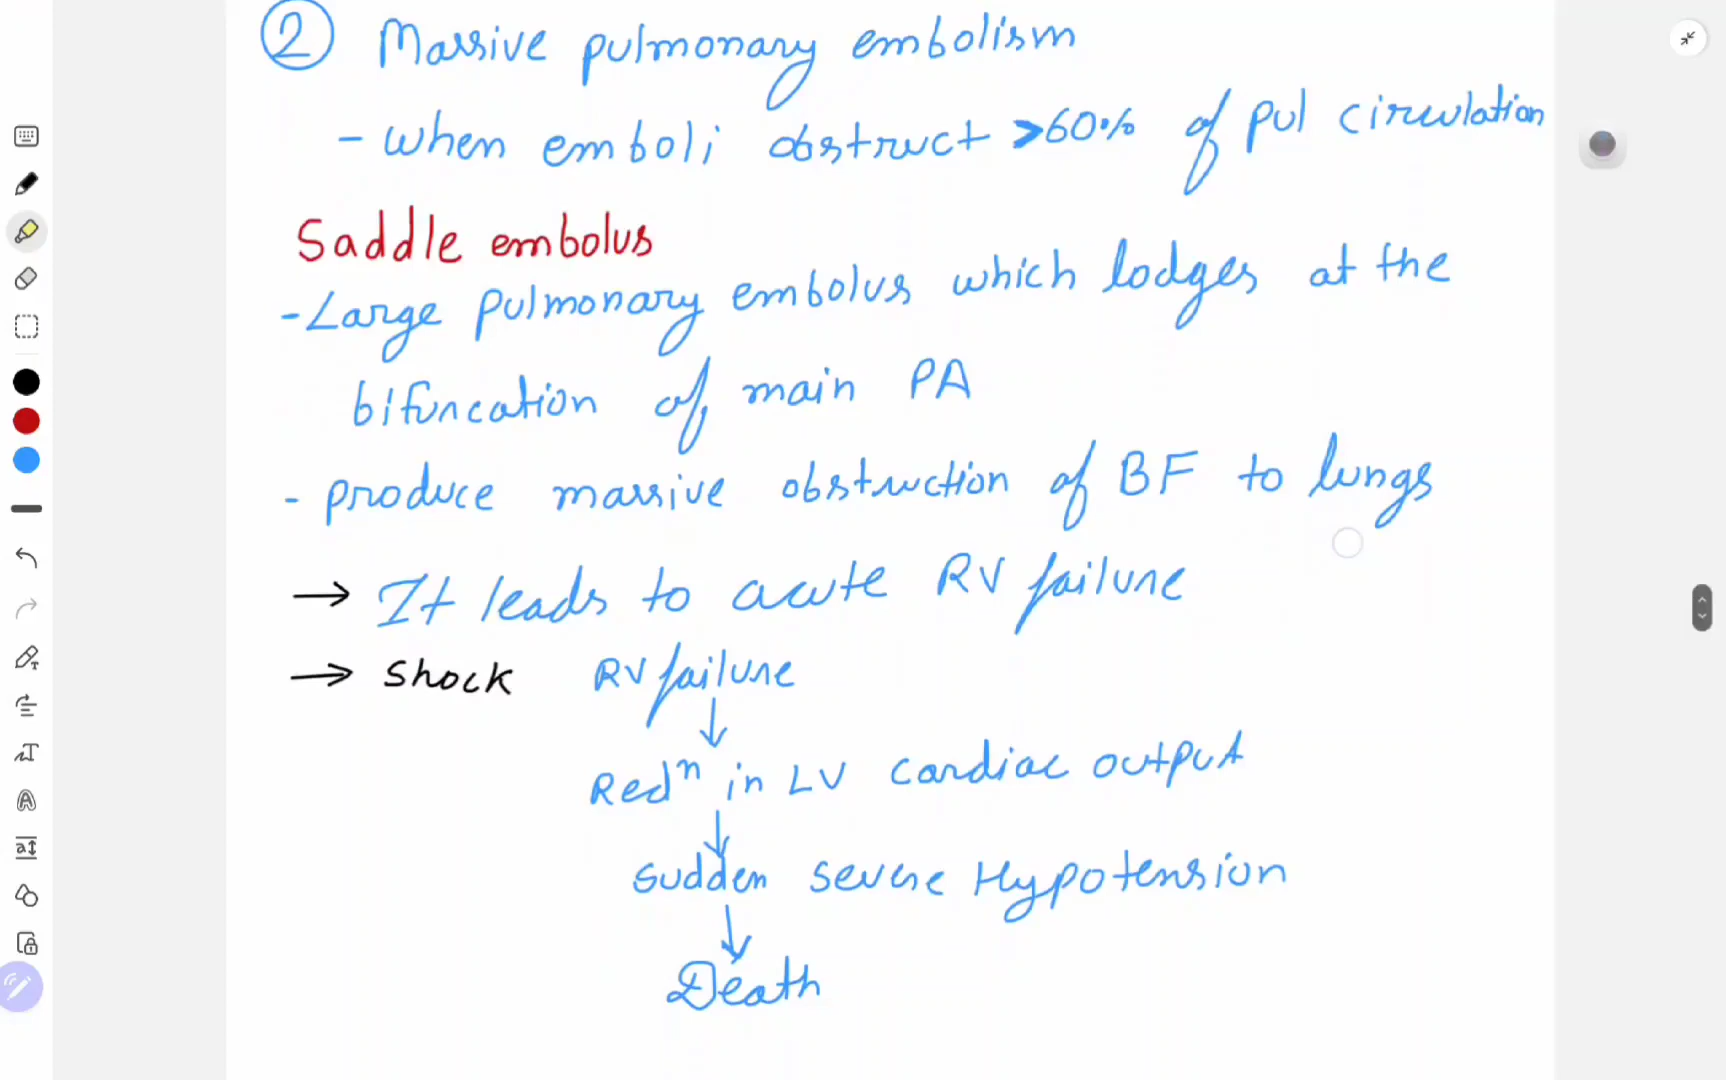 ② Massive pulmonary embolism
- when emboli obstruct >60% of pul circulation
Saddle embolus
- Large pulmonary embolus which lodges at the
bifurcation of main PA
- produce massive obstruction of BF to lungs
→ It leads to acute RV failure
→ Shock RV failure
↓
Redⁿ in LV cardiac output
↓
Sudden severe Hypotension
↓
Death